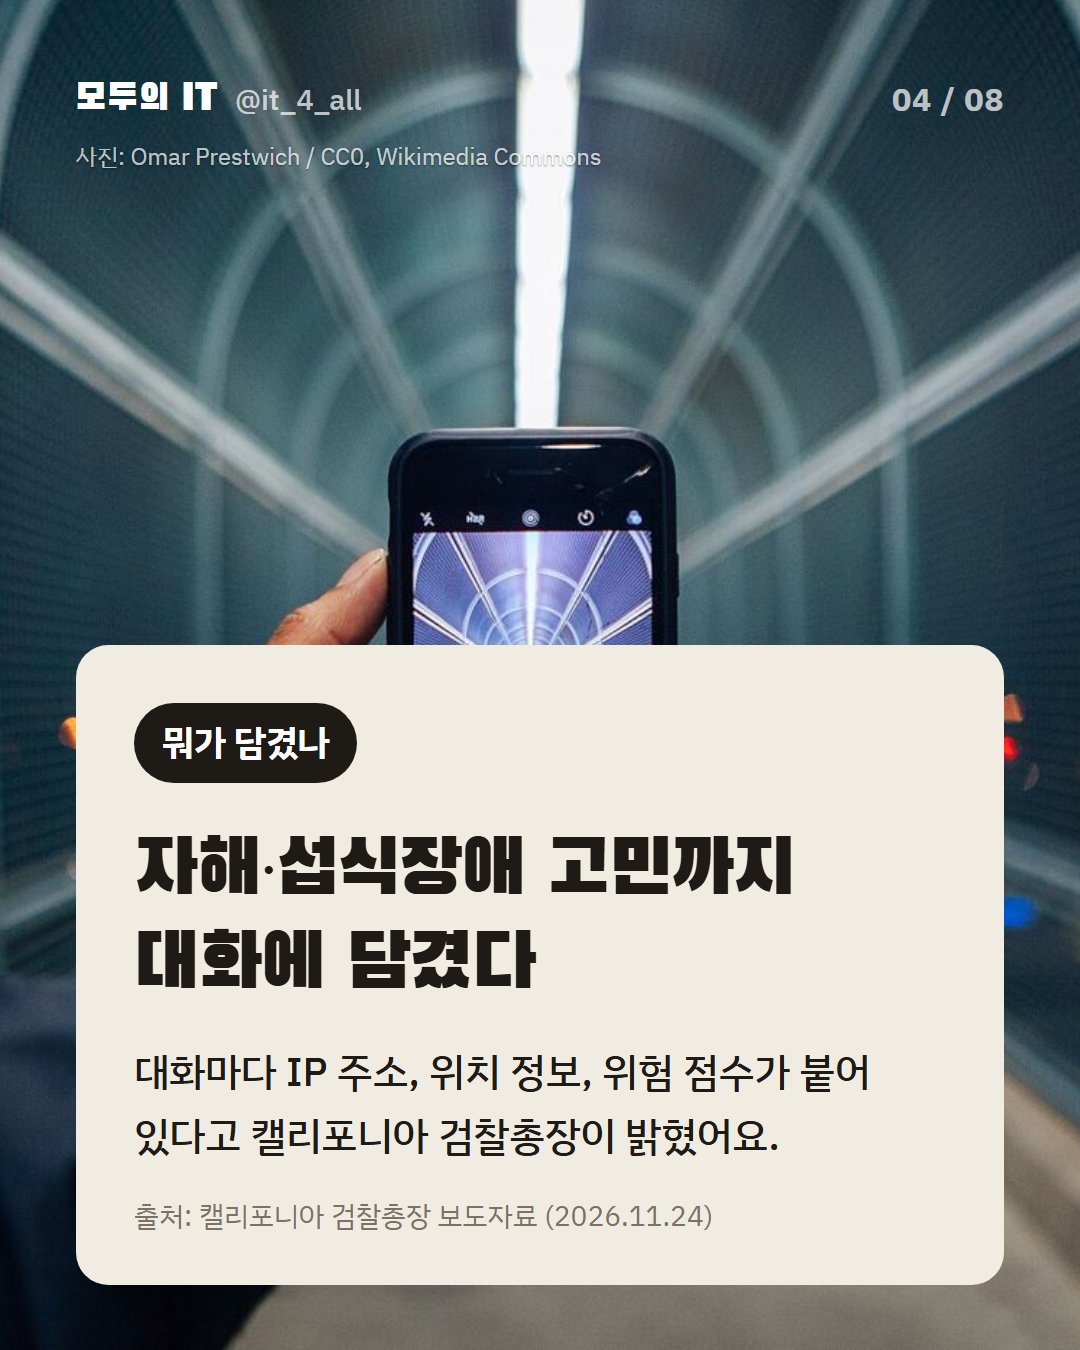 모두의 IT @it_4_all
04 / 08
사진: Omar Prestwich / CC0, Wikimedia Commons
뭐가 담겼나
자해·섭식장애 고민까지
대화에 담겼다
대화마다 IP 주소, 위치 정보, 위험 점수가 붙어
있다고 캘리포니아 검찰총장이 밝혔어요.
출처: 캘리포니아 검찰총장 보도자료 (2026.11.24)